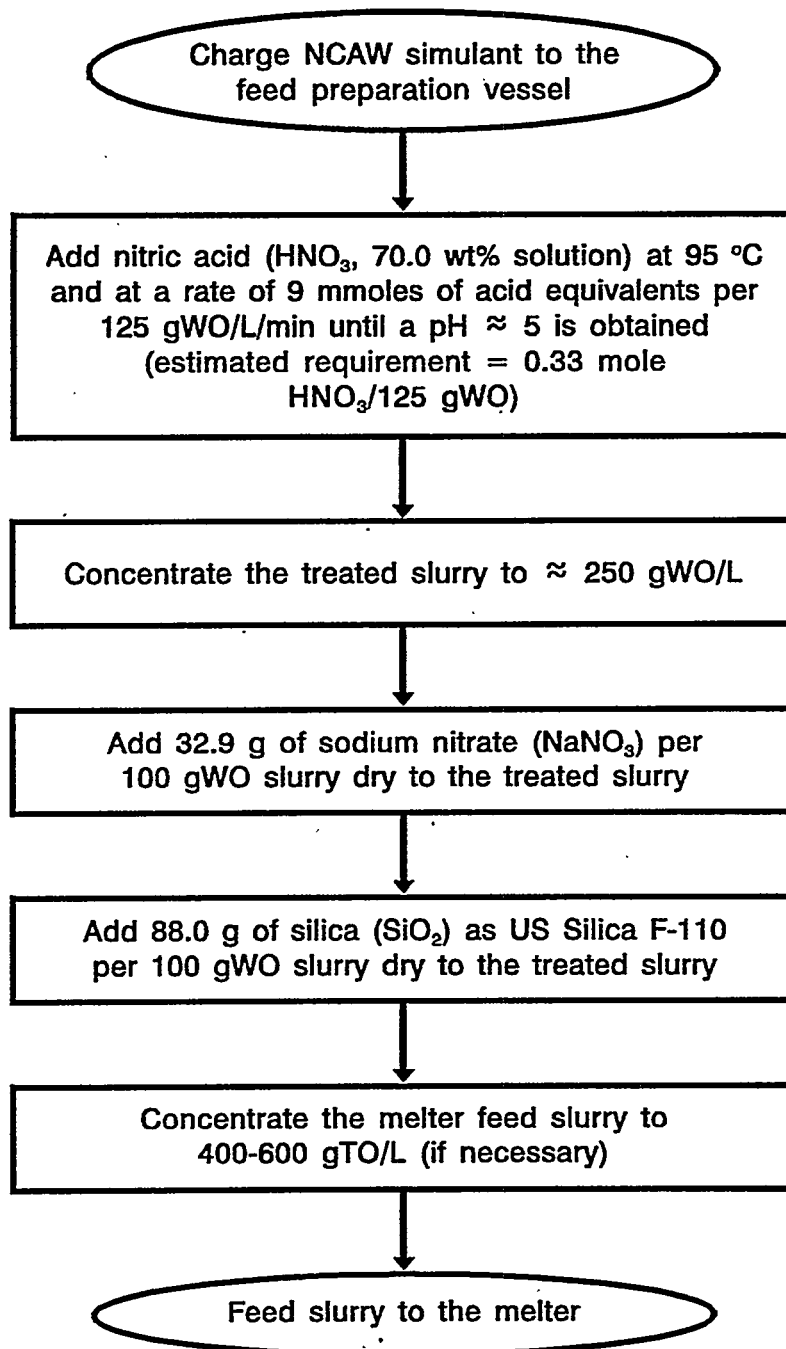 Charge NCAW simulant to the
feed preparation vessel
Add nitric acid (HNO₃, 70.0 wt% solution) at 95 ºC
and at a rate of 9 mmoles of acid equivalents per
125 gWO/L/min until a pH ≈ 5 is obtained
(estimated requirement = 0.33 mole
HNO₃/125 gWO)
Concentrate the treated slurry to ≈ 250 gWO/L
Add 32.9 g of sodium nitrate (NaNO₃) per
100 gWO slurry dry to the treated slurry
Add 88.0 g of silica (SiO₂) as US Silica F-110
per 100 gWO slurry dry to the treated slurry
Concentrate the melter feed slurry to
400-600 gTO/L (if necessary)
Feed slurry to the melter